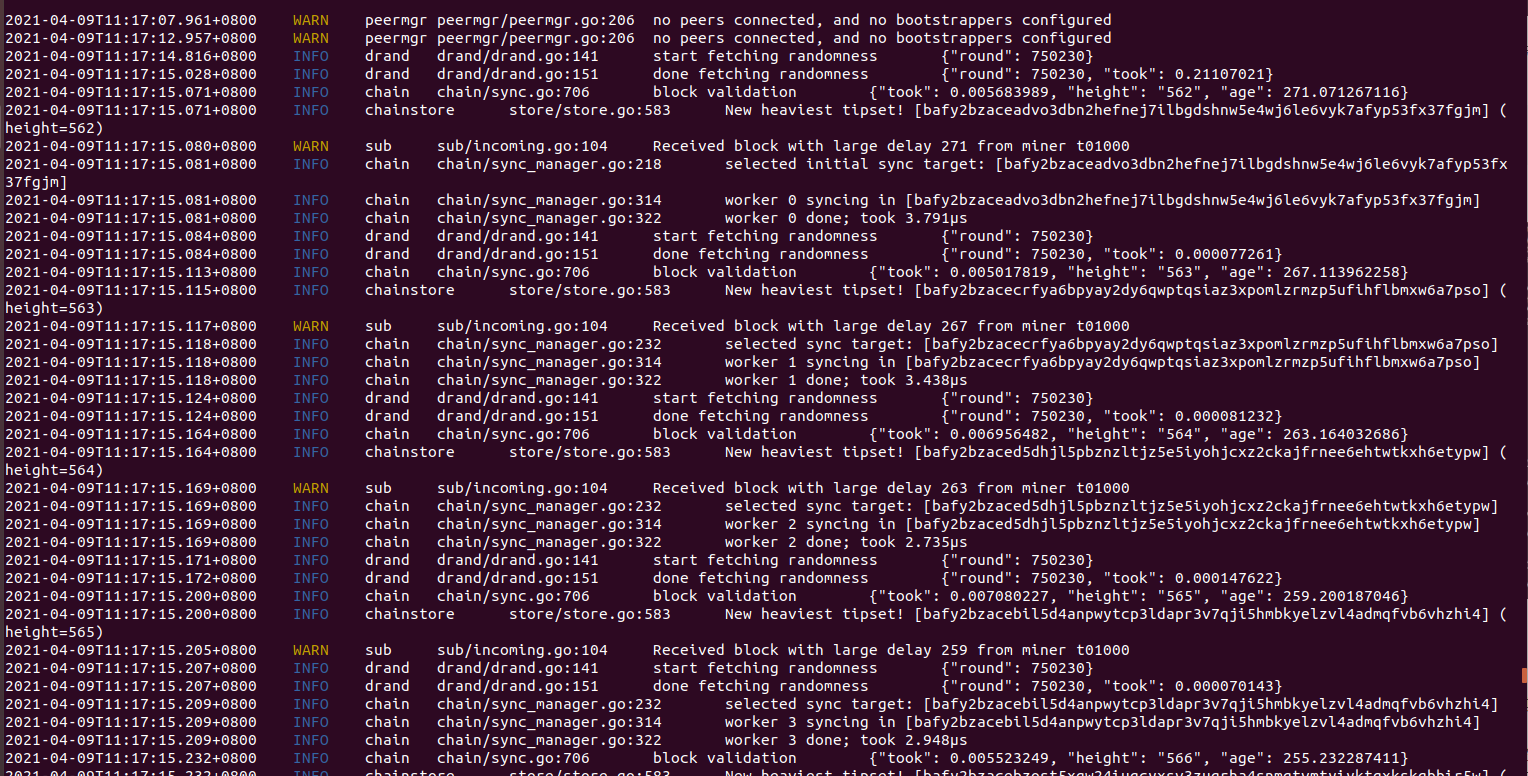 2021-04-09T11:17:07.961+0800 WARN peermgr peermgr/peermgr.go:206 no peers connected, and no bootstrappers configured
2021-04-09T11:17:12.957+0800 WARN peermgr peermgr/peermgr.go:206 no peers connected, and no bootstrappers configured
2021-04-09T11:17:14.816+0800 INFO drand drand/drand.go:141 start fetching randomness {"round": 750230}
2021-04-09T11:17:15.028+0800 INFO drand drand/drand.go:151 done fetching randomness {"round": 750230, "took": 0.21107021}
2021-04-09T11:17:15.071+0800 INFO chain chain/sync.go:706 block validation {"took": 0.005683989, "height": "562", "age": 271.071267116}
2021-04-09T11:17:15.071+0800 INFO chainstore store/store.go:583 New heaviest tipset! [bafy2bzaceadvo3dbn2hefnej7ilbgdshnw5e4wj6le6vyk7afyp53fx37fgjm] (
height=562)
2021-04-09T11:17:15.080+0800 WARN sub sub/incoming.go:104 Received block with large delay 271 from miner t01000
2021-04-09T11:17:15.081+0800 INFO chain chain/sync_manager.go:218 selected initial sync target: [bafy2bzaceadvo3dbn2hefnej7ilbgdshnw5e4wj6le6vyk7afyp53fx
37fgjm]
2021-04-09T11:17:15.081+0800 INFO chain chain/sync_manager.go:314 worker 0 syncing in [bafy2bzaceadvo3dbn2hefnej7ilbgdshnw5e4wj6le6vyk7afyp53fx37fgjm]
2021-04-09T11:17:15.081+0800 INFO chain chain/sync_manager.go:322 worker 0 done; took 3.791µs
2021-04-09T11:17:15.084+0800 INFO drand drand/drand.go:141 start fetching randomness {"round": 750230}
2021-04-09T11:17:15.084+0800 INFO drand drand/drand.go:151 done fetching randomness {"round": 750230, "took": 0.000077261}
2021-04-09T11:17:15.113+0800 INFO chain chain/sync.go:706 block validation {"took": 0.005017819, "height": "563", "age": 267.113962258}
2021-04-09T11:17:15.115+0800 INFO chainstore store/store.go:583 New heaviest tipset! [bafy2bzacecrfya6bpyay2dy6qwptqsiaz3xpomlzrmzp5ufihflbmxw6a7pso] (
height=563)
2021-04-09T11:17:15.117+0800 WARN sub sub/incoming.go:104 Received block with large delay 267 from miner t01000
2021-04-09T11:17:15.118+0800 INFO chain chain/sync_manager.go:232 selected sync target: [bafy2bzacecrfya6bpyay2dy6qwptqsiaz3xpomlzrmzp5ufihflbmxw6a7pso]
2021-04-09T11:17:15.118+0800 INFO chain chain/sync_manager.go:314 worker 1 syncing in [bafy2bzacecrfya6bpyay2dy6qwptqsiaz3xpomlzrmzp5ufihflbmxw6a7pso]
2021-04-09T11:17:15.118+0800 INFO chain chain/sync_manager.go:322 worker 1 done; took 3.438µs
2021-04-09T11:17:15.124+0800 INFO drand drand/drand.go:141 start fetching randomness {"round": 750230}
2021-04-09T11:17:15.124+0800 INFO drand drand/drand.go:151 done fetching randomness {"round": 750230, "took": 0.000081232}
2021-04-09T11:17:15.164+0800 INFO chain chain/sync.go:706 block validation {"took": 0.006956482, "height": "564", "age": 263.164032686}
2021-04-09T11:17:15.164+0800 INFO chainstore store/store.go:583 New heaviest tipset! [bafy2bzaced5dhjl5pbznzltjz5e5iyohjcxz2ckajfrnee6ehtwtkxh6etypw] (
height=564)
2021-04-09T11:17:15.169+0800 WARN sub sub/incoming.go:104 Received block with large delay 263 from miner t01000
2021-04-09T11:17:15.169+0800 INFO chain chain/sync_manager.go:232 selected sync target: [bafy2bzaced5dhjl5pbznzltjz5e5iyohjcxz2ckajfrnee6ehtwtkxh6etypw]
2021-04-09T11:17:15.169+0800 INFO chain chain/sync_manager.go:314 worker 2 syncing in [bafy2bzaced5dhjl5pbznzltjz5e5iyohjcxz2ckajfrnee6ehtwtkxh6etypw]
2021-04-09T11:17:15.169+0800 INFO chain chain/sync_manager.go:322 worker 2 done; took 2.735µs
2021-04-09T11:17:15.171+0800 INFO drand drand/drand.go:141 start fetching randomness {"round": 750230}
2021-04-09T11:17:15.172+0800 INFO drand drand/drand.go:151 done fetching randomness {"round": 750230, "took": 0.000147622}
2021-04-09T11:17:15.200+0800 INFO chain chain/sync.go:706 block validation {"took": 0.007080227, "height": "565", "age": 259.200187046}
2021-04-09T11:17:15.200+0800 INFO chainstore store/store.go:583 New heaviest tipset! [bafy2bzacebil5d4anpwytcp3ldapr3v7qji5hmbkyelzvl4admqfvb6vhzhi4] (
height=565)
2021-04-09T11:17:15.205+0800 WARN sub sub/incoming.go:104 Received block with large delay 259 from miner t01000
2021-04-09T11:17:15.207+0800 INFO drand drand/drand.go:141 start fetching randomness {"round": 750230}
2021-04-09T11:17:15.207+0800 INFO drand drand/drand.go:151 done fetching randomness {"round": 750230, "took": 0.000070143}
2021-04-09T11:17:15.209+0800 INFO chain chain/sync_manager.go:232 selected sync target: [bafy2bzacebil5d4anpwytcp3ldapr3v7qji5hmbkyelzvl4admqfvb6vhzhi4]
2021-04-09T11:17:15.209+0800 INFO chain chain/sync_manager.go:314 worker 3 syncing in [bafy2bzacebil5d4anpwytcp3ldapr3v7qji5hmbkyelzvl4admqfvb6vhzhi4]
2021-04-09T11:17:15.209+0800 INFO chain chain/sync_manager.go:322 worker 3 done; took 2.948µs
2021-04-09T11:17:15.232+0800 INFO chain chain/sync.go:706 block validation {"took": 0.005523249, "height": "566", "age": 255.232287411}
2021-04-09T11:17:15.232+0800 INFO chainstore store/store.go:583 New heaviest tipset!